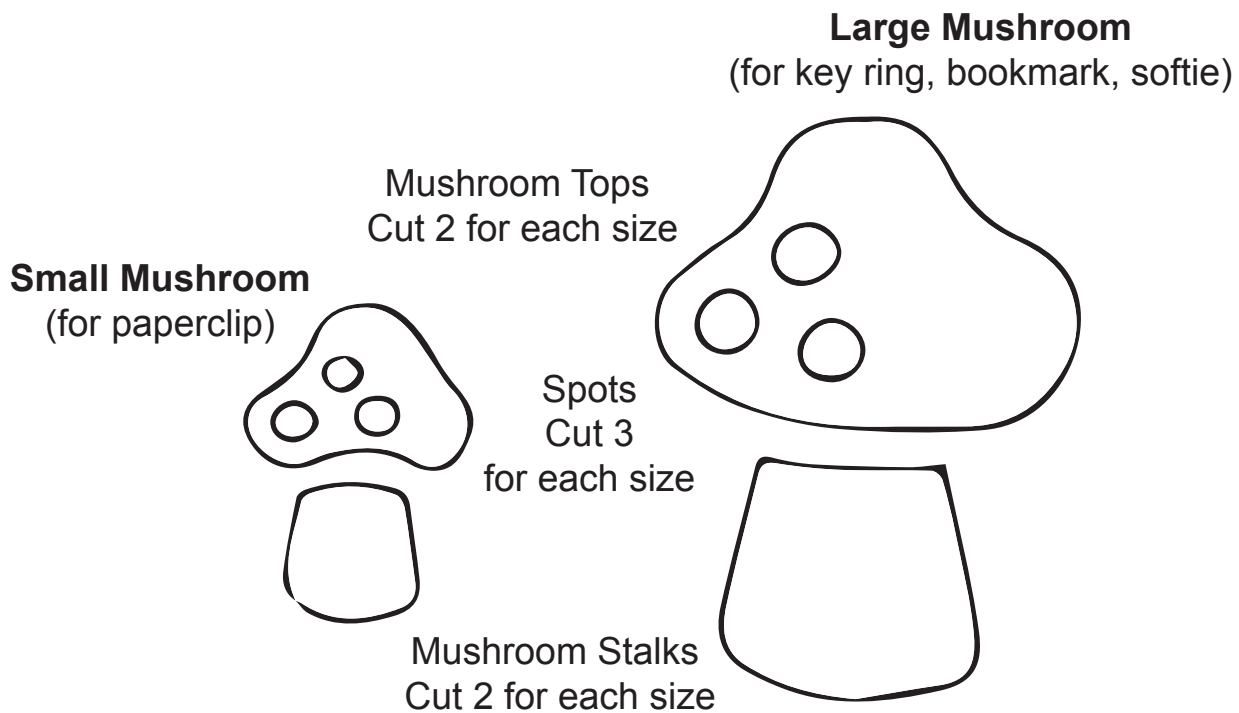 Large Mushroom
(for key ring, bookmark, softie)
Mushroom Tops
Cut 2 for each size
Small Mushroom
(for paperclip)
Spots
Cut 3
for each size
Mushroom Stalks
Cut 2 for each size